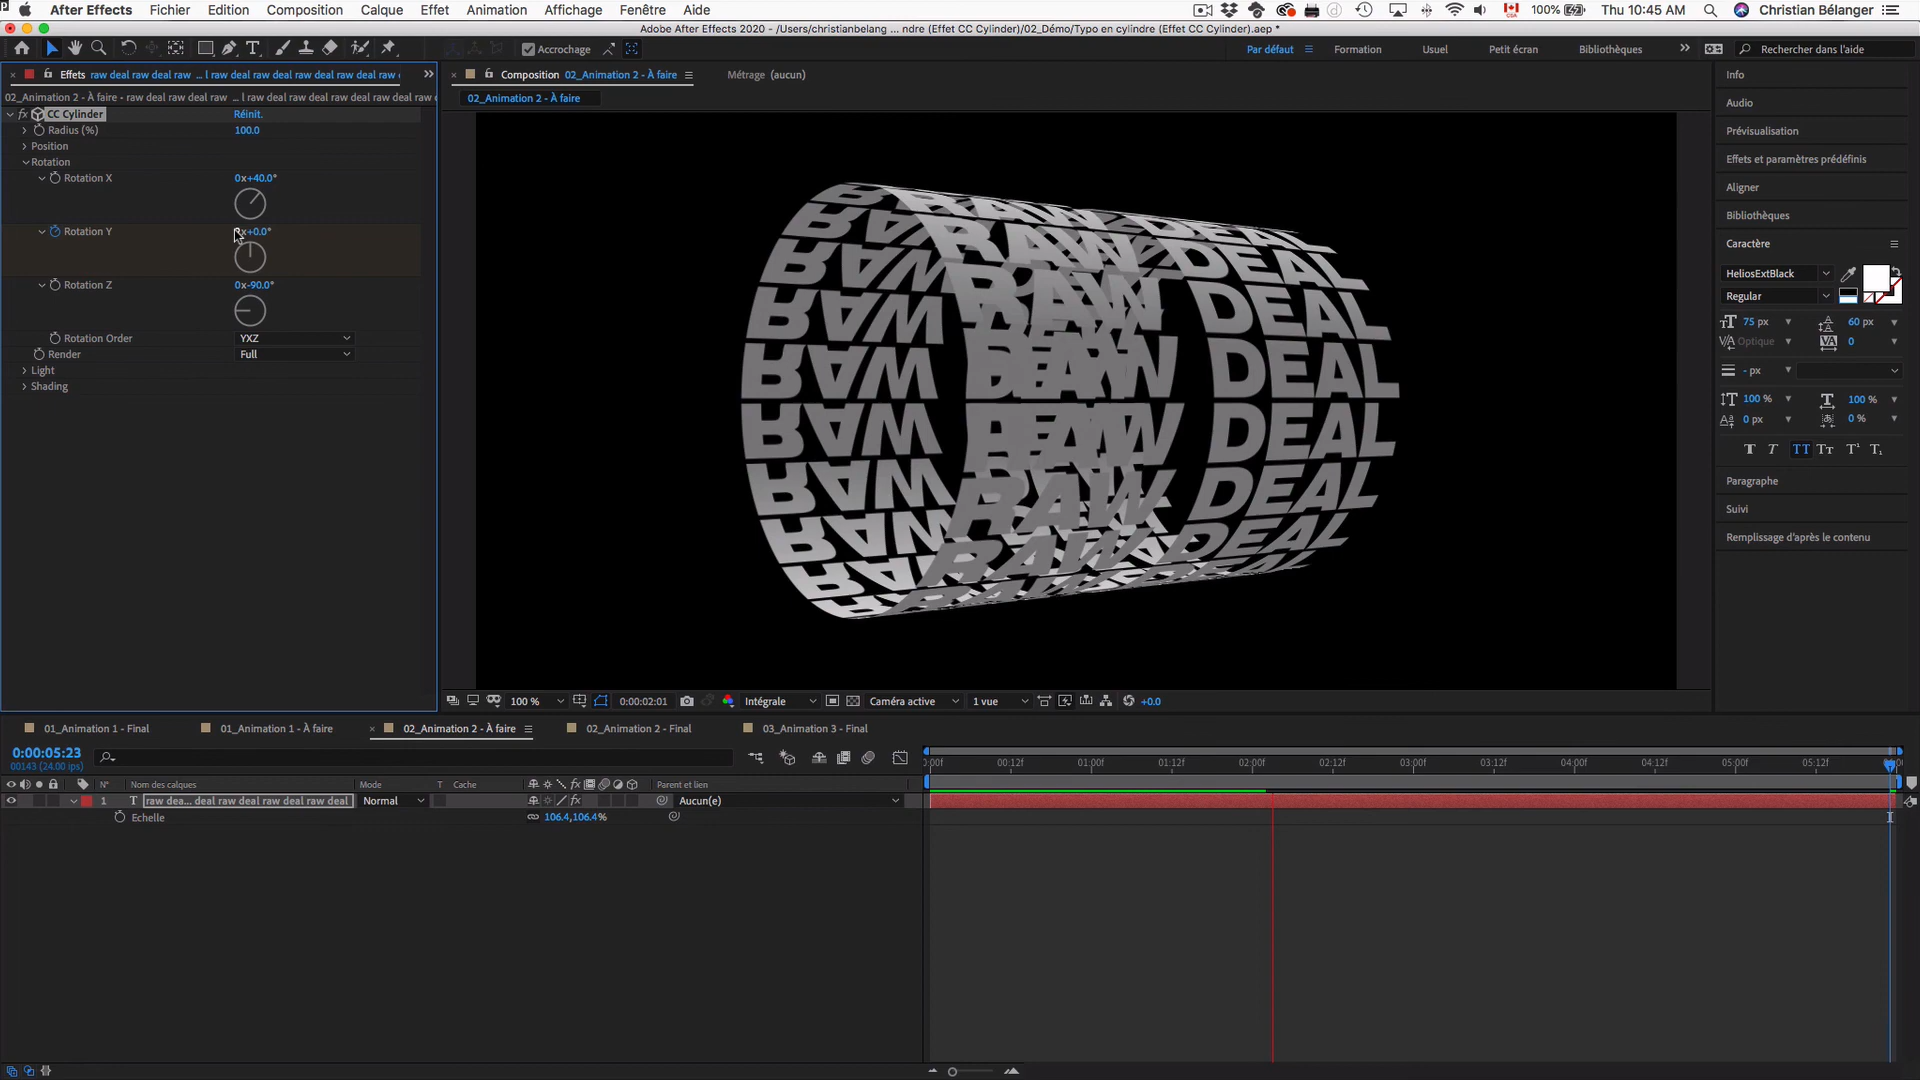 After Effects Fichier Edition Composition Calque Effet Animation Affichage Fenêtre Aide 100% Thu 10:45 AM Christian Bélanger
Adobe After Effects 2020 - /Users/christianbelang ... ndre (Effet CC Cylinder)/02_Démo/Typo en cylindre (Effet CC Cylinder).aep *
Accrochage Par défaut Formation Usuel Petit écran Bibliothèques Rechercher dans l'aide
Effets raw deal raw deal raw ... l raw deal raw deal raw deal raw deal raw
Composition 02_Animation 2 - À faire Métrage (aucun)
02_Animation 2 - À faire - raw deal raw deal raw ... l raw deal raw deal raw deal raw deal raw
02_Animation 2 - À faire
fx CC Cylinder Réinit.
Radius (%) 100.0
Position
Rotation
Rotation X 0x+40.0°
Rotation Y x+0.0°
Rotation Z 0x-90.0°
Rotation Order YXZ
Render Full
Light
Shading
RAW DEAL
RAW DEAL
RAW DEAL
RAW DEAL
RAW DEAL
RAW DEAL
RAW DEAL
RAW DEAL
Info
Audio
Prévisualisation
Effets et paramètres prédéfinis
Aligner
Bibliothèques
Caractère
HeliosExtBlack
Regular
75 px 60 px
Optique 0
- px
100 % 100 %
0 px 0 %
Paragraphe
Suivi
Remplissage d'après le contenu
100 % 0:00:02:01 Intégrale Caméra active 1 vue +0.0
01_Animation 1 - Final 01_Animation 1 - À faire 02_Animation 2 - À faire 02_Animation 2 - Final 03_Animation 3 - Final
0:00:05:23
00143 (24.00 ips)
:00f 00:12f 01:00f 01:12f 02:00f 02:12f 03:00f 03:12f 04:00f 04:12f 05:00f 05:12f
N° Nom des calques Mode T Cache Parent et lien
1 T raw dea... deal raw deal raw deal raw deal Normal Aucun(e)
Echelle 106.4,106.4%